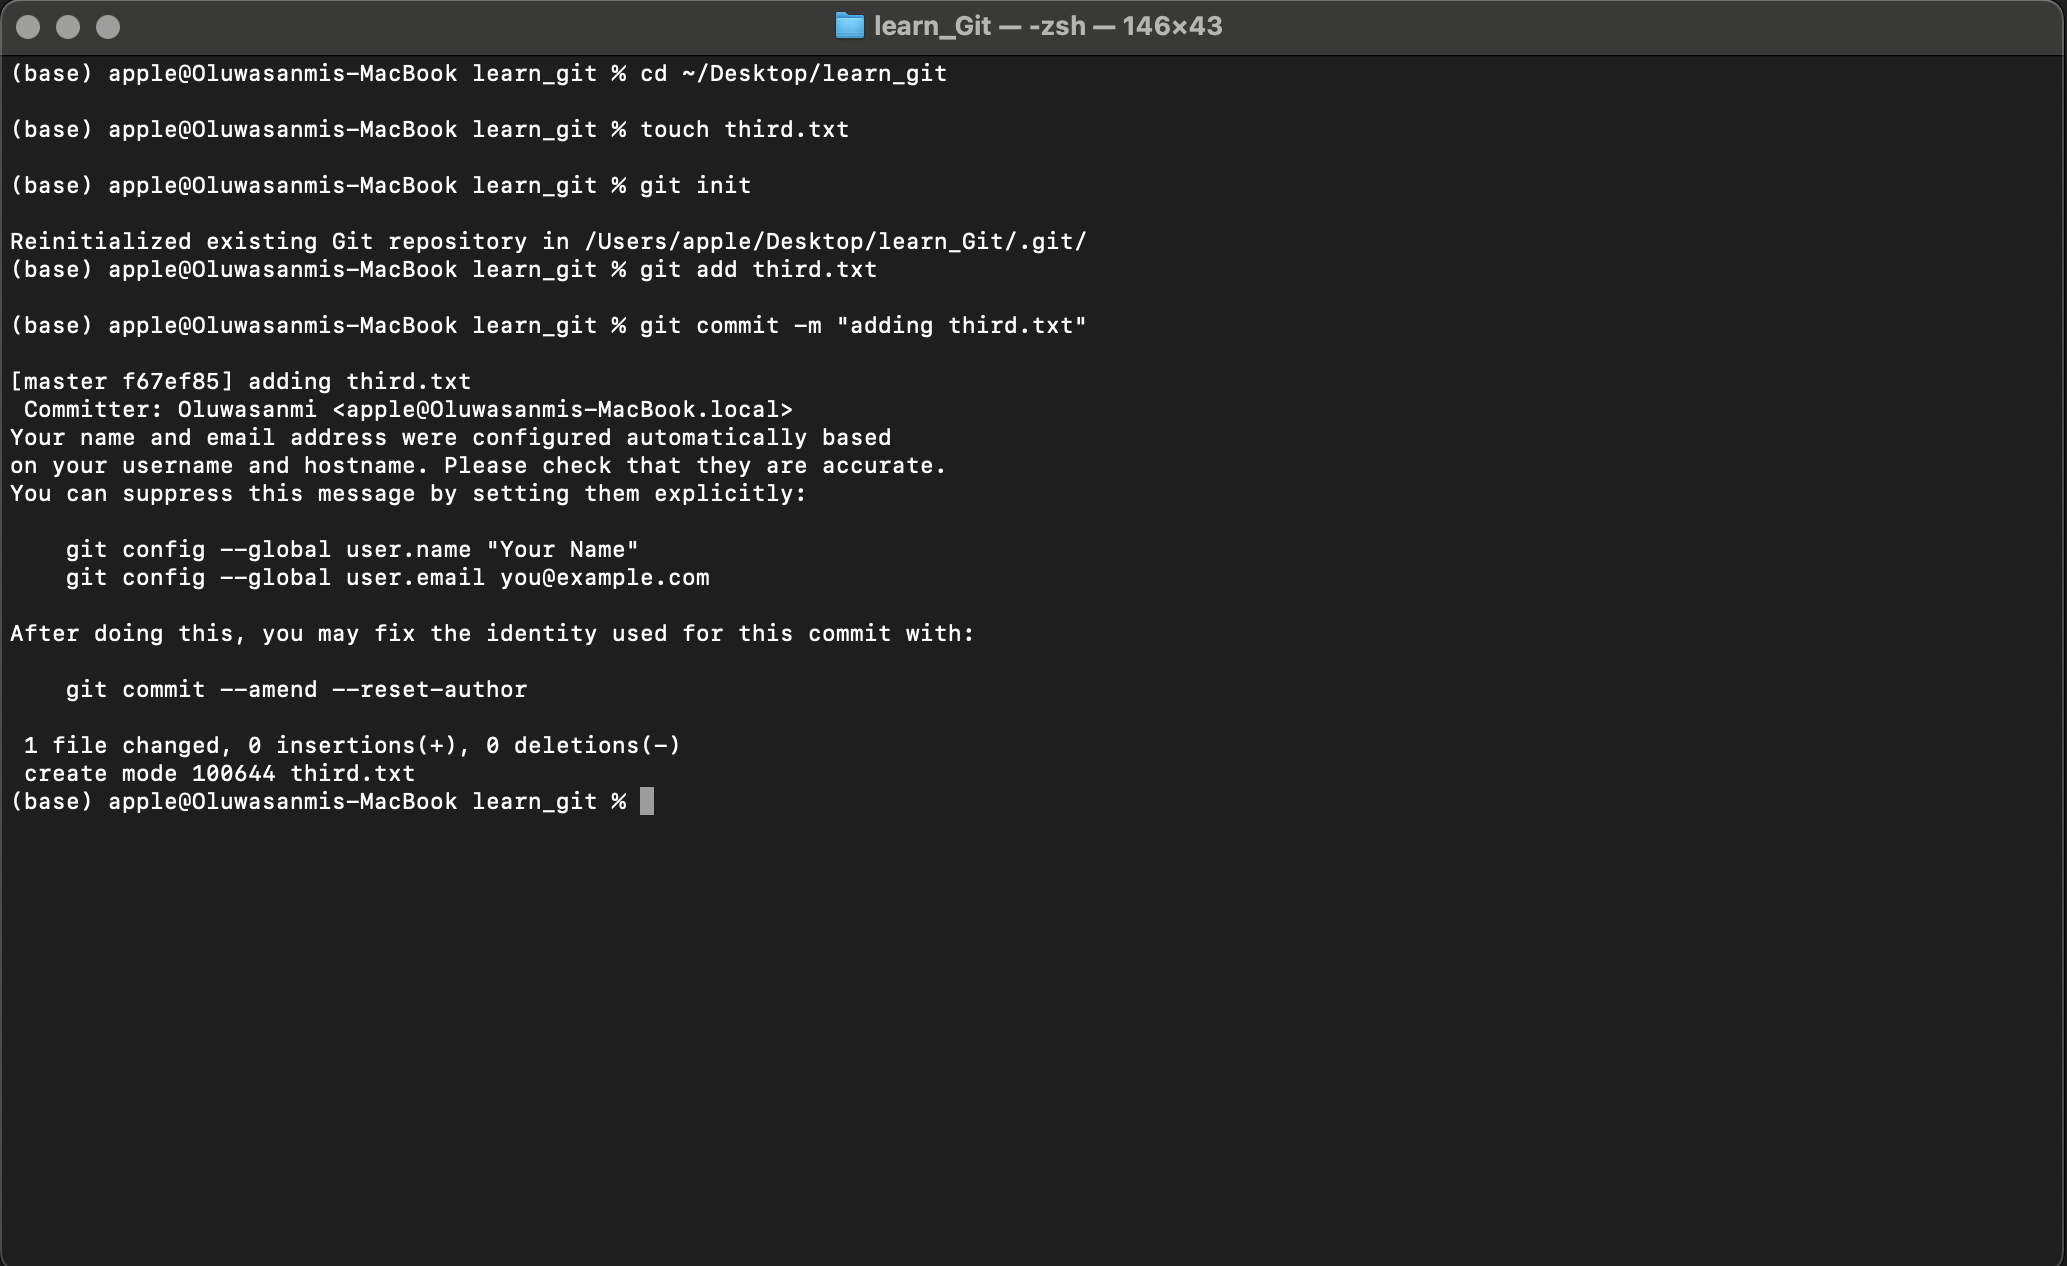 learn_Git — -zsh — 146×43
(base) apple@Oluwasanmis-MacBook learn_git % cd ~/Desktop/learn_git
(base) apple@Oluwasanmis-MacBook learn_git % touch third.txt
(base) apple@Oluwasanmis-MacBook learn_git % git init
Reinitialized existing Git repository in /Users/apple/Desktop/learn_Git/.git/
(base) apple@Oluwasanmis-MacBook learn_git % git add third.txt
(base) apple@Oluwasanmis-MacBook learn_git % git commit -m "adding third.txt"
[master f67ef85] adding third.txt
 Committer: Oluwasanmi <apple@Oluwasanmis-MacBook.local>
Your name and email address were configured automatically based
on your username and hostname. Please check that they are accurate.
You can suppress this message by setting them explicitly:
    git config --global user.name "Your Name"
    git config --global user.email you@example.com
After doing this, you may fix the identity used for this commit with:
    git commit --amend --reset-author
 1 file changed, 0 insertions(+), 0 deletions(-)
 create mode 100644 third.txt
(base) apple@Oluwasanmis-MacBook learn_git %